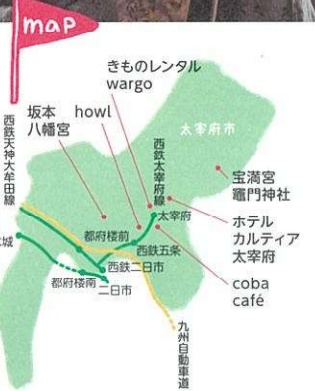 map
きものレンタル
wargo
坂本
八幡宮
howl
西鉄天神大牟田線
西鉄太宰府線
太宰府市
宝満宮
竈門神社
太宰府
ホテル
カルティア
太宰府
都府楼前
西鉄五条
城
coba
café
西鉄二日市
都府楼南
二日市
九州自動車道